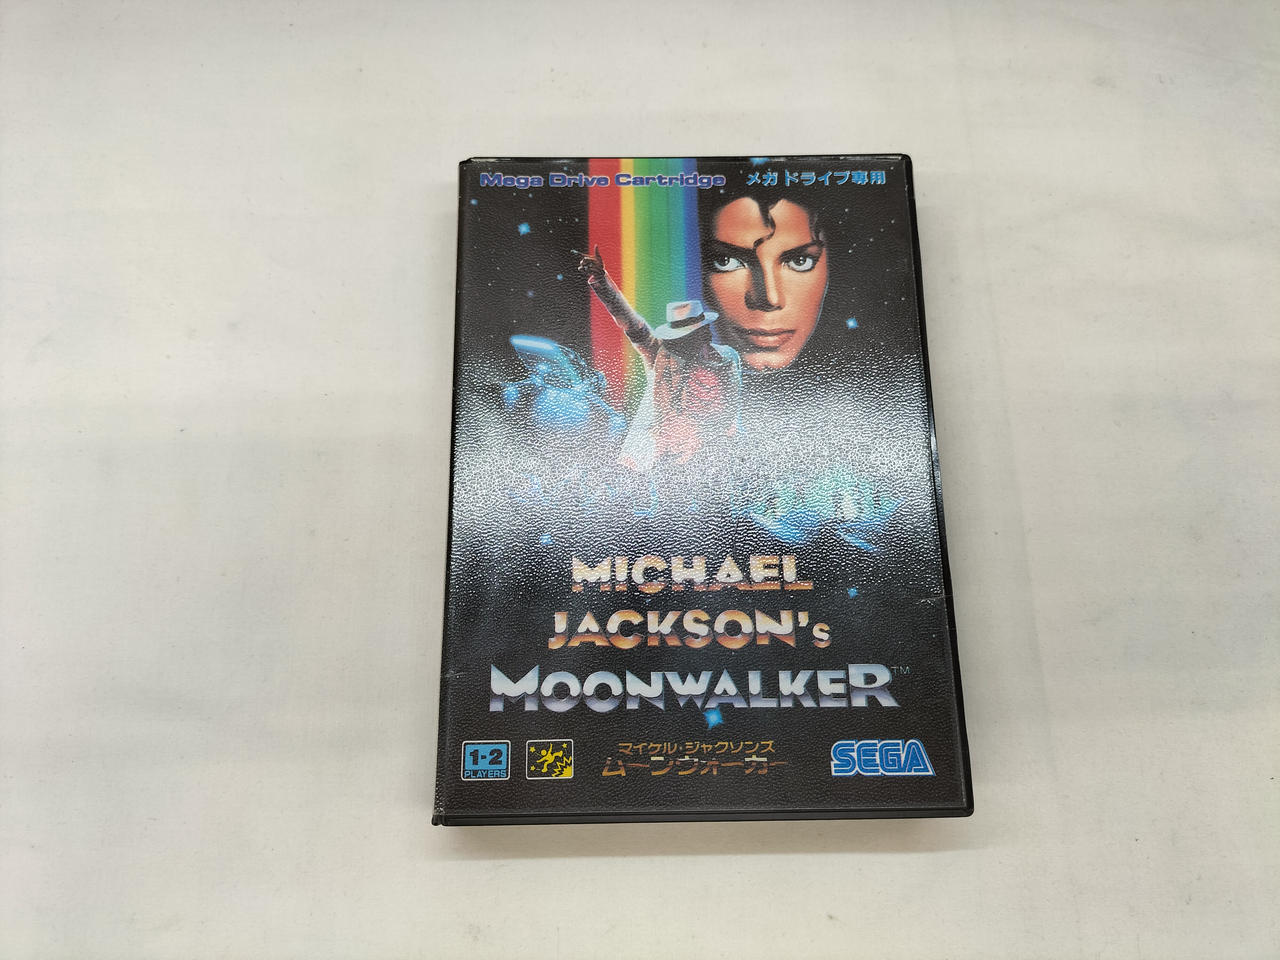 Mega Drive Cartridge メガドライブ専用
MICHAEL
JACKSON's
MOONWALKER™
1-2
PLAYERS
マイケル・ジャクソンズ
ムーンウォーカー
SEGA